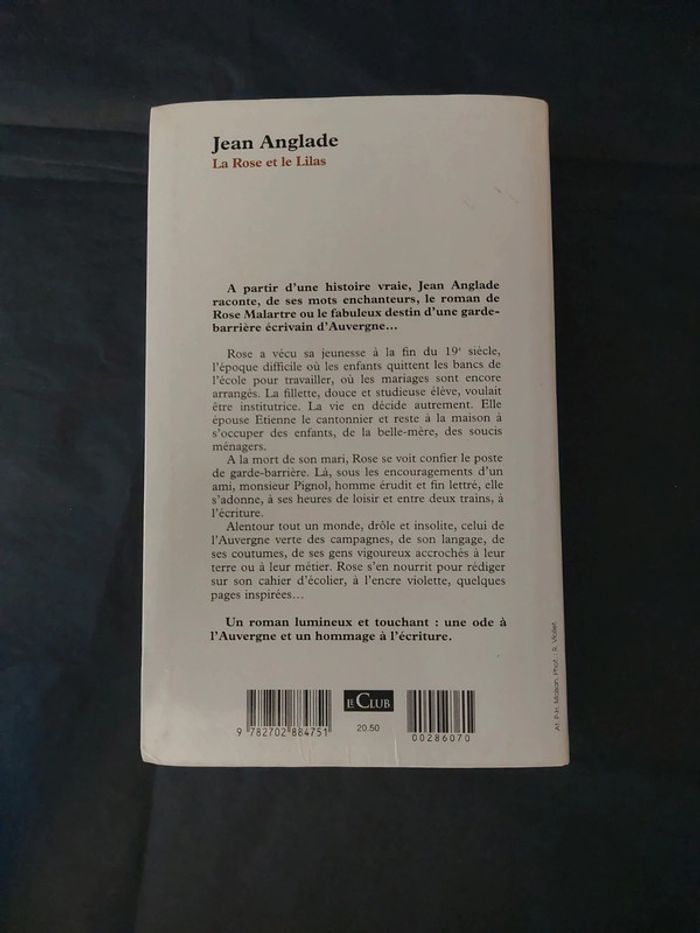 Jean Anglade
La Rose et le Lilas
A partir d'une histoire vraie, Jean Anglade
raconte, de ses mots enchanteurs, le roman de
Rose Malartre ou le fabuleux destin d'une garde-
barrière écrivain d'Auvergne...
Rose a vécu sa jeunesse à la fin du 19e siècle,
l'époque difficile où les enfants quittent les bancs de
l'école pour travailler, où les mariages sont encore
arrangés. La fillette, douce et studieuse élève, voulait
être institutrice. La vie en décide autrement. Elle
épouse Etienne le cantonnier et reste à la maison à
s'occuper des enfants, de la belle-mère, des soucis
ménagers.
A la mort de son mari, Rose se voit confier le poste
de garde-barrière. Là, sous les encouragements d'un
ami, monsieur Pignol, homme érudit et fin lettré, elle
s'adonne, à ses heures de loisir et entre deux trains, à
l'écriture.
Alentour tout un monde, drôle et insolite, celui de
l'Auvergne verte des campagnes, de son langage, de
ses coutumes, de ses gens vigoureux accrochés à leur
terre ou à leur métier. Rose s'en nourrit pour rédiger
sur son cahier d'écolier, à l'encre violette, quelques
pages inspirées...
Un roman lumineux et touchant : une ode à
l'Auvergne et un hommage à l'écriture.
LE CLUB
9 782702 884751
20.50
00286070
At. P-H. Moisan. Phot. : R. Viollet